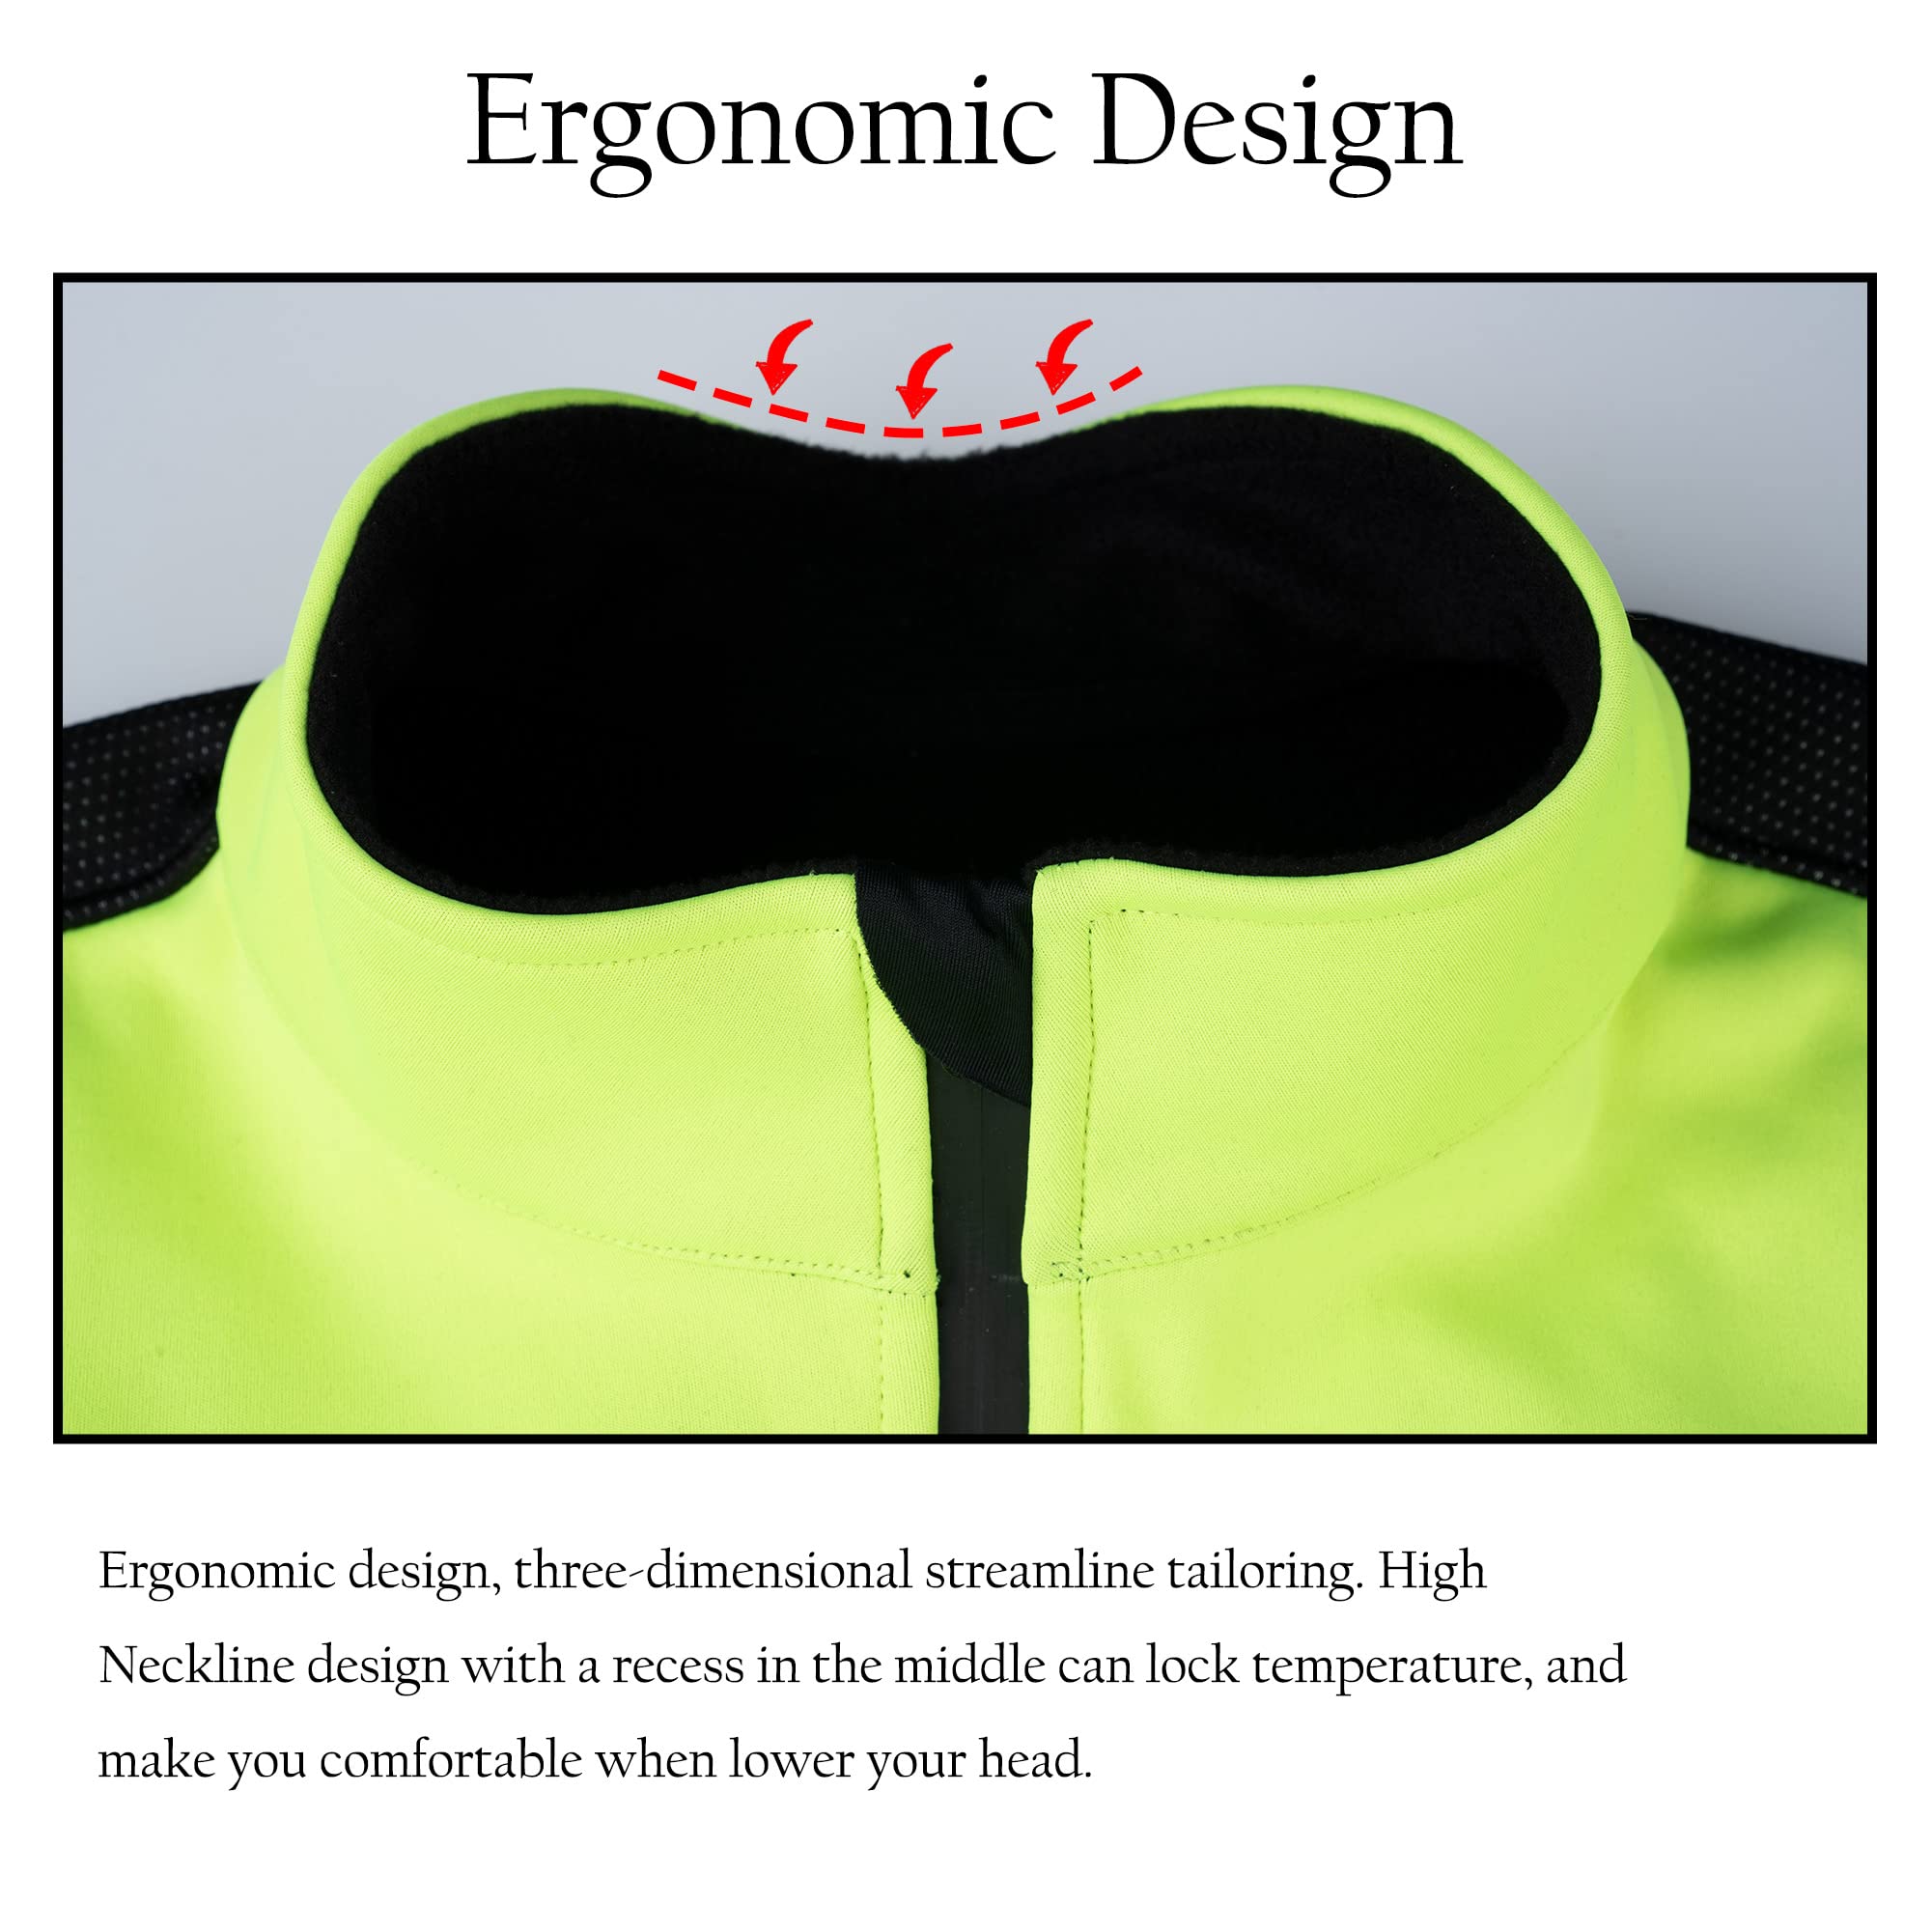 Ergonomic Design
Ergonomic design, three-dimensional streamline tailoring. High
Neckline design with a recess in the middle can lock temperature, and
make you comfortable when lower your head.